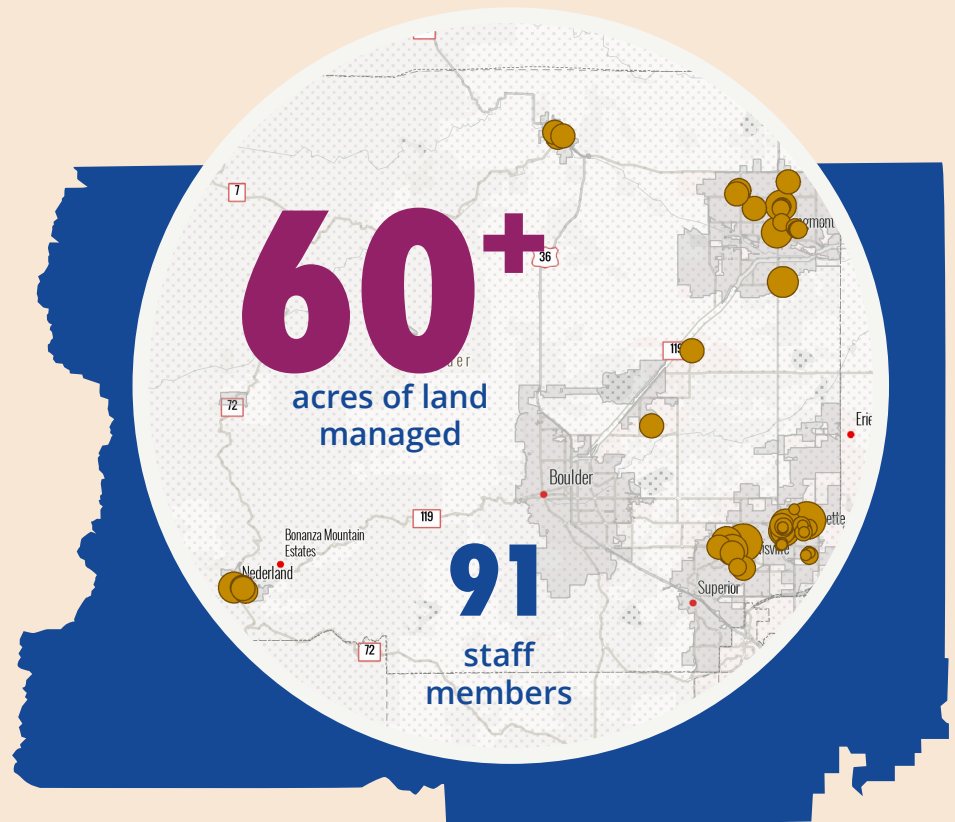 7
60+
36
119
acres of land
managed
72
Boulder
119
Bonanza Mountain
Estates
Nederland
91
Superior
72
staff
members